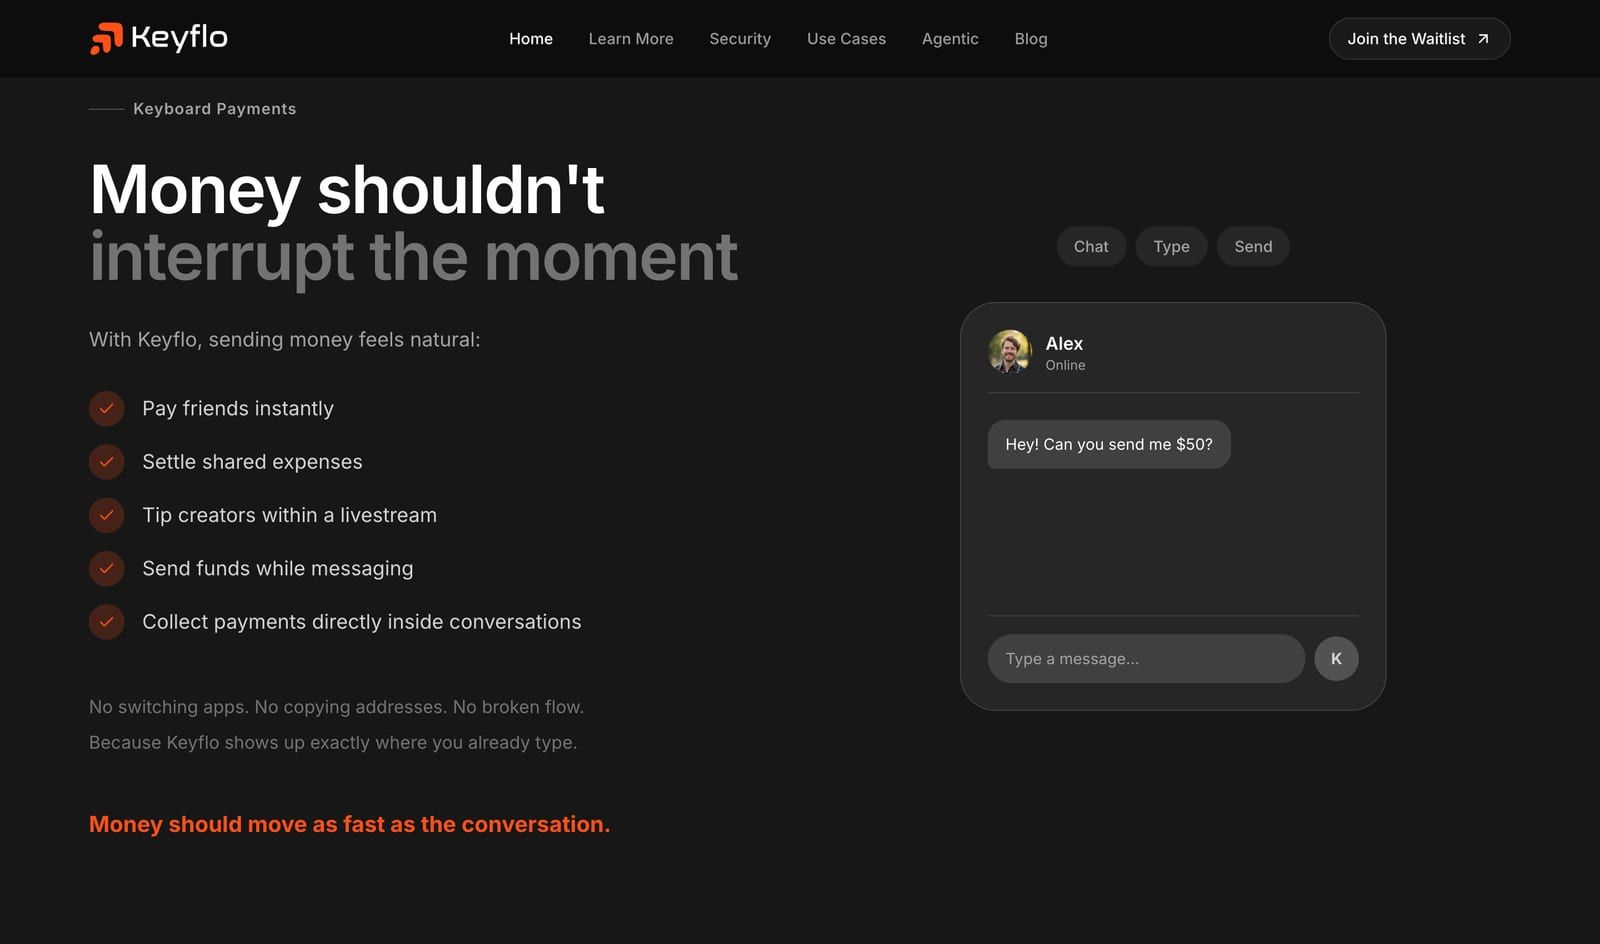 Keyflo
Home
Learn More
Security
Use Cases
Agentic
Blog
Join the Waitlist
Keyboard Payments
Money shouldn't
interrupt the moment
With Keyflo, sending money feels natural:
Pay friends instantly
Settle shared expenses
Tip creators within a livestream
Send funds while messaging
Collect payments directly inside conversations
No switching apps. No copying addresses. No broken flow.
Because Keyflo shows up exactly where you already type.
Money should move as fast as the conversation.
Chat
Type
Send
Alex
Online
Hey! Can you send me $50?
Type a message...
K